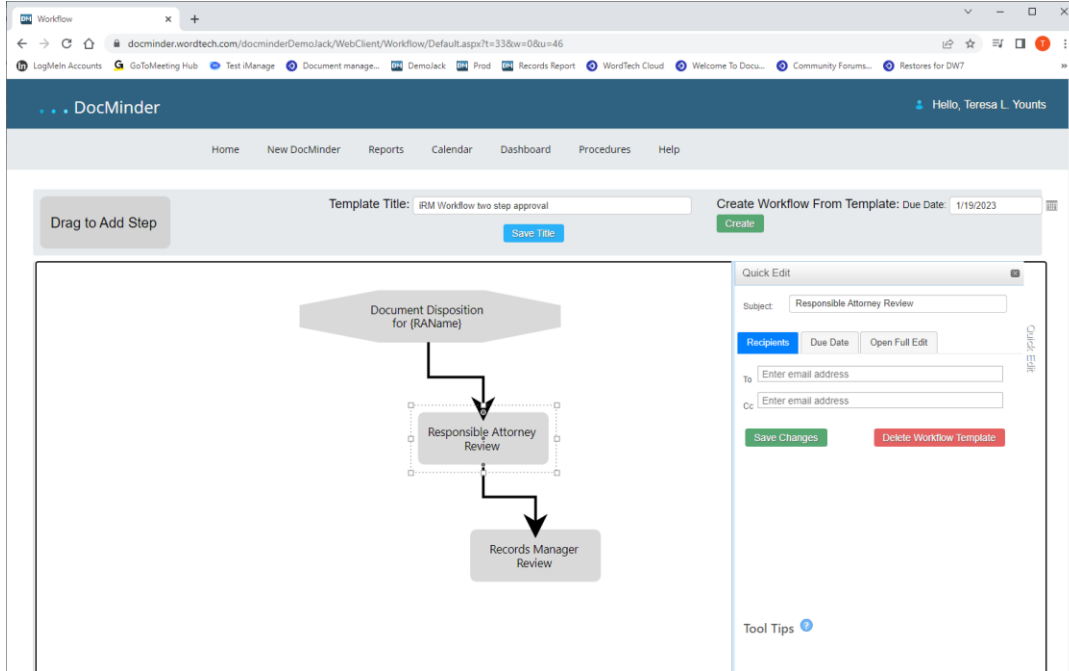 DM Workflow
docminder.wordtech.com/docminderDemoJack/WebClient/Workflow/Default.aspx?t=33&w=0&u=46
T
LogMeIn Accounts GoToMeeting Hub Test iManage Document manage... DM DemoJack DM Prod DM Records Report WordTech Cloud Welcome To Docu... Community Forums... Restores for DW7 »
... DocMinder Hello, Teresa L. Younts
Home New DocMinder Reports Calendar Dashboard Procedures Help
Drag to Add Step
Template Title: iRM Workflow two step approval
Save Title
Create Workflow From Template: Due Date: 1/19/2023
Create
Document Disposition
for {RAName}
Responsible Attorney
Review
Records Manager
Review
Quick Edit
Subject: Responsible Attorney Review
Recipients Due Date Open Full Edit
To Enter email address
Cc Enter email address
Save Changes Delete Workflow Template
Quick Edit
Tool Tips ?